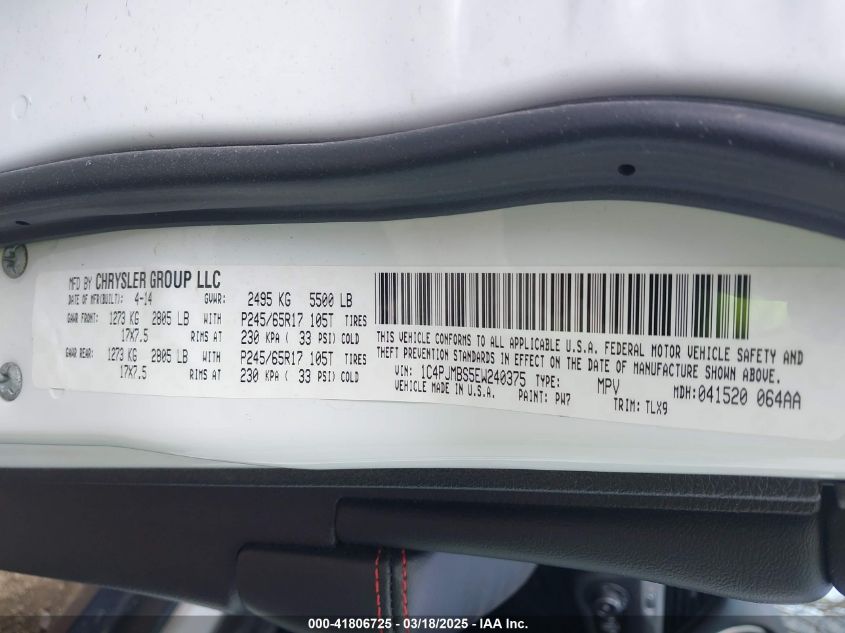 MFD BY CHRYSLER GROUP LLC
DATE OF MFR(BUILT): 4-14 GVWR: 2495 KG 5500 LB
GAWR FRONT: 1273 KG 2805 LB WITH P245/65R17 105T TIRES
17X7.5 RIMS AT 230 KPA ( 33 PSI) COLD
GAWR REAR: 1273 KG 2805 LB WITH P245/65R17 105T TIRES
17X7.5 RIMS AT 230 KPA ( 33 PSI) COLD
THIS VEHICLE CONFORMS TO ALL APPLICABLE U.S.A. FEDERAL MOTOR VEHICLE SAFETY AND
THEFT PREVENTION STANDARDS IN EFFECT ON THE DATE OF MANUFACTURE SHOWN ABOVE.
VIN: 1C4PJMBS5EW240375 TYPE: MPV MDH:041520 064AA
VEHICLE MADE IN U.S.A. PAINT: PW7 TRIM: TLX9
000-41806725 - 03/18/2025 - IAA Inc.